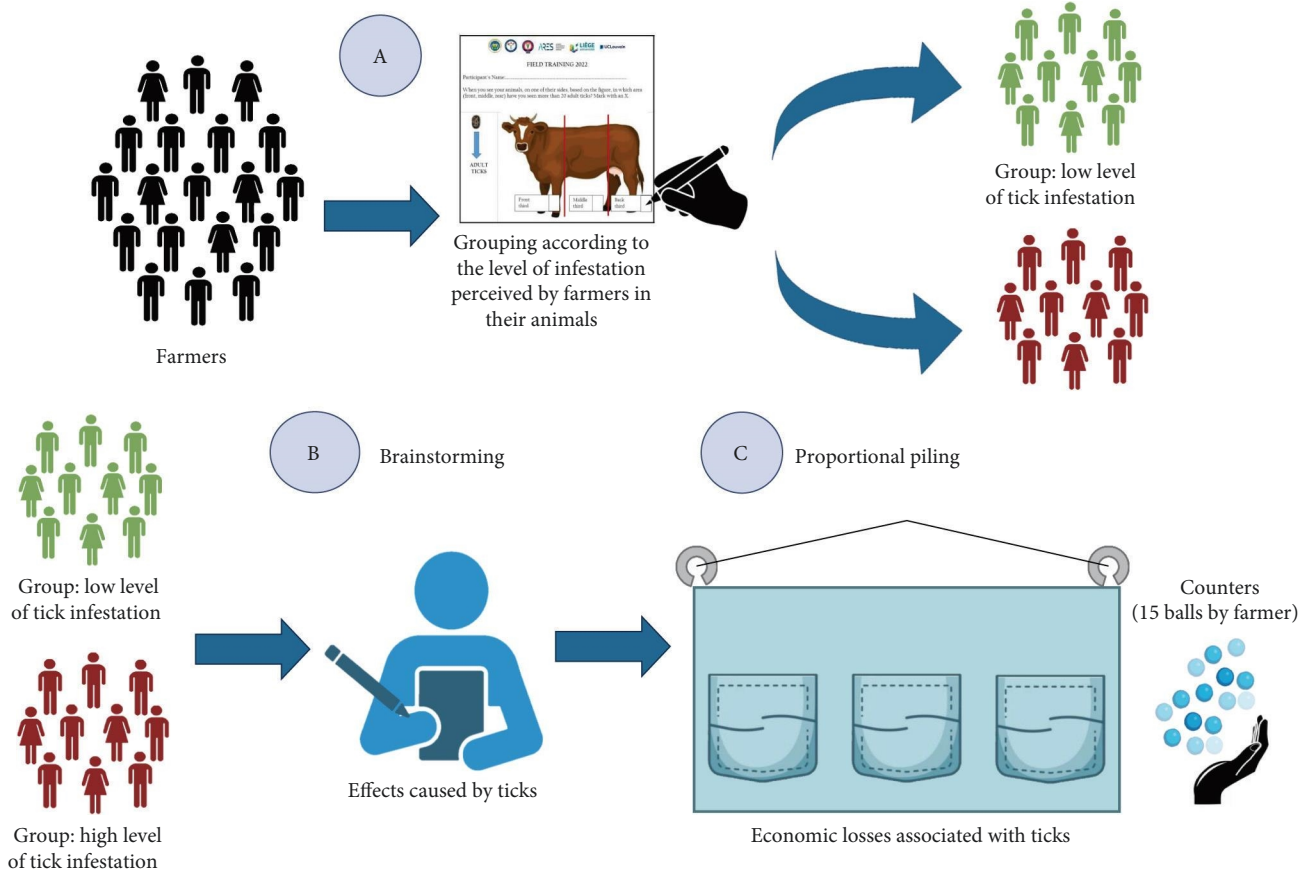 A
ARES
LIÈGE
UCLouvain
FIELD TRAINING 2022
Participant's Name
When you see your animals, on one of their sides, based on the figure, in which area
(front, middle, back) have you seen more than 20 adult ticks? Mark with an X.
ADULT
TICKS
Front
third
Middle
third
Back
third
Farmers
Grouping according to
the level of infestation
perceived by farmers in
their animals
Group: low level
of tick infestation
B
Brainstorming
C
Proportional piling
Group: low level
of tick infestation
Group: high level
of tick infestation
Effects caused by ticks
Counters
(15 balls by farmer)
Economic losses associated with ticks